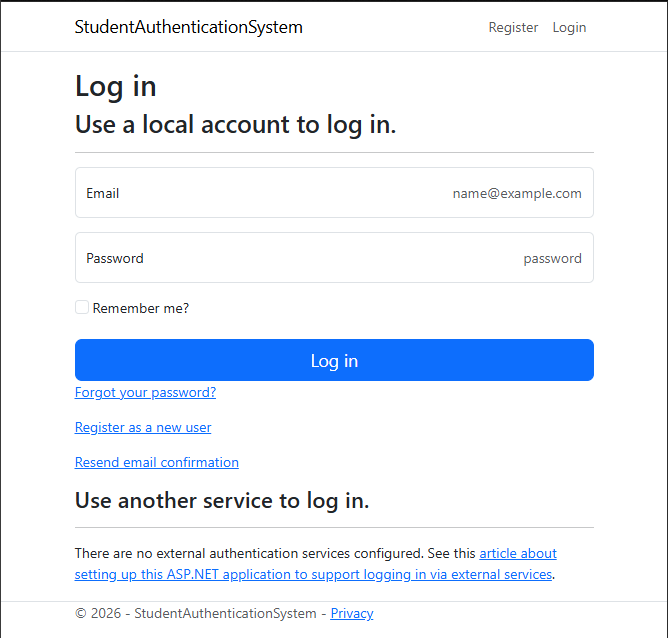 StudentAuthenticationSystem Register Login
Log in
Use a local account to log in.
Email name@example.com
Password password
Remember me?
Log in
Forgot your password?
Register as a new user
Resend email confirmation
Use another service to log in.
There are no external authentication services configured. See this article about
setting up this ASP.NET application to support logging in via external services.
© 2026 - StudentAuthenticationSystem - Privacy